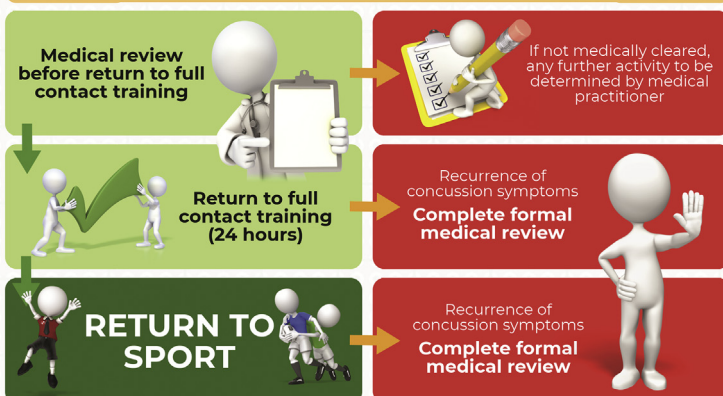 Medical review
before return to full
contact training
If not medically cleared,
any further activity to be
determined by medical
practitioner
Return to full
contact training
(24 hours)
Recurrence of
concussion symptoms
Complete formal
medical review
RETURN TO
SPORT
Recurrence of
concussion symptoms
Complete formal
medical review